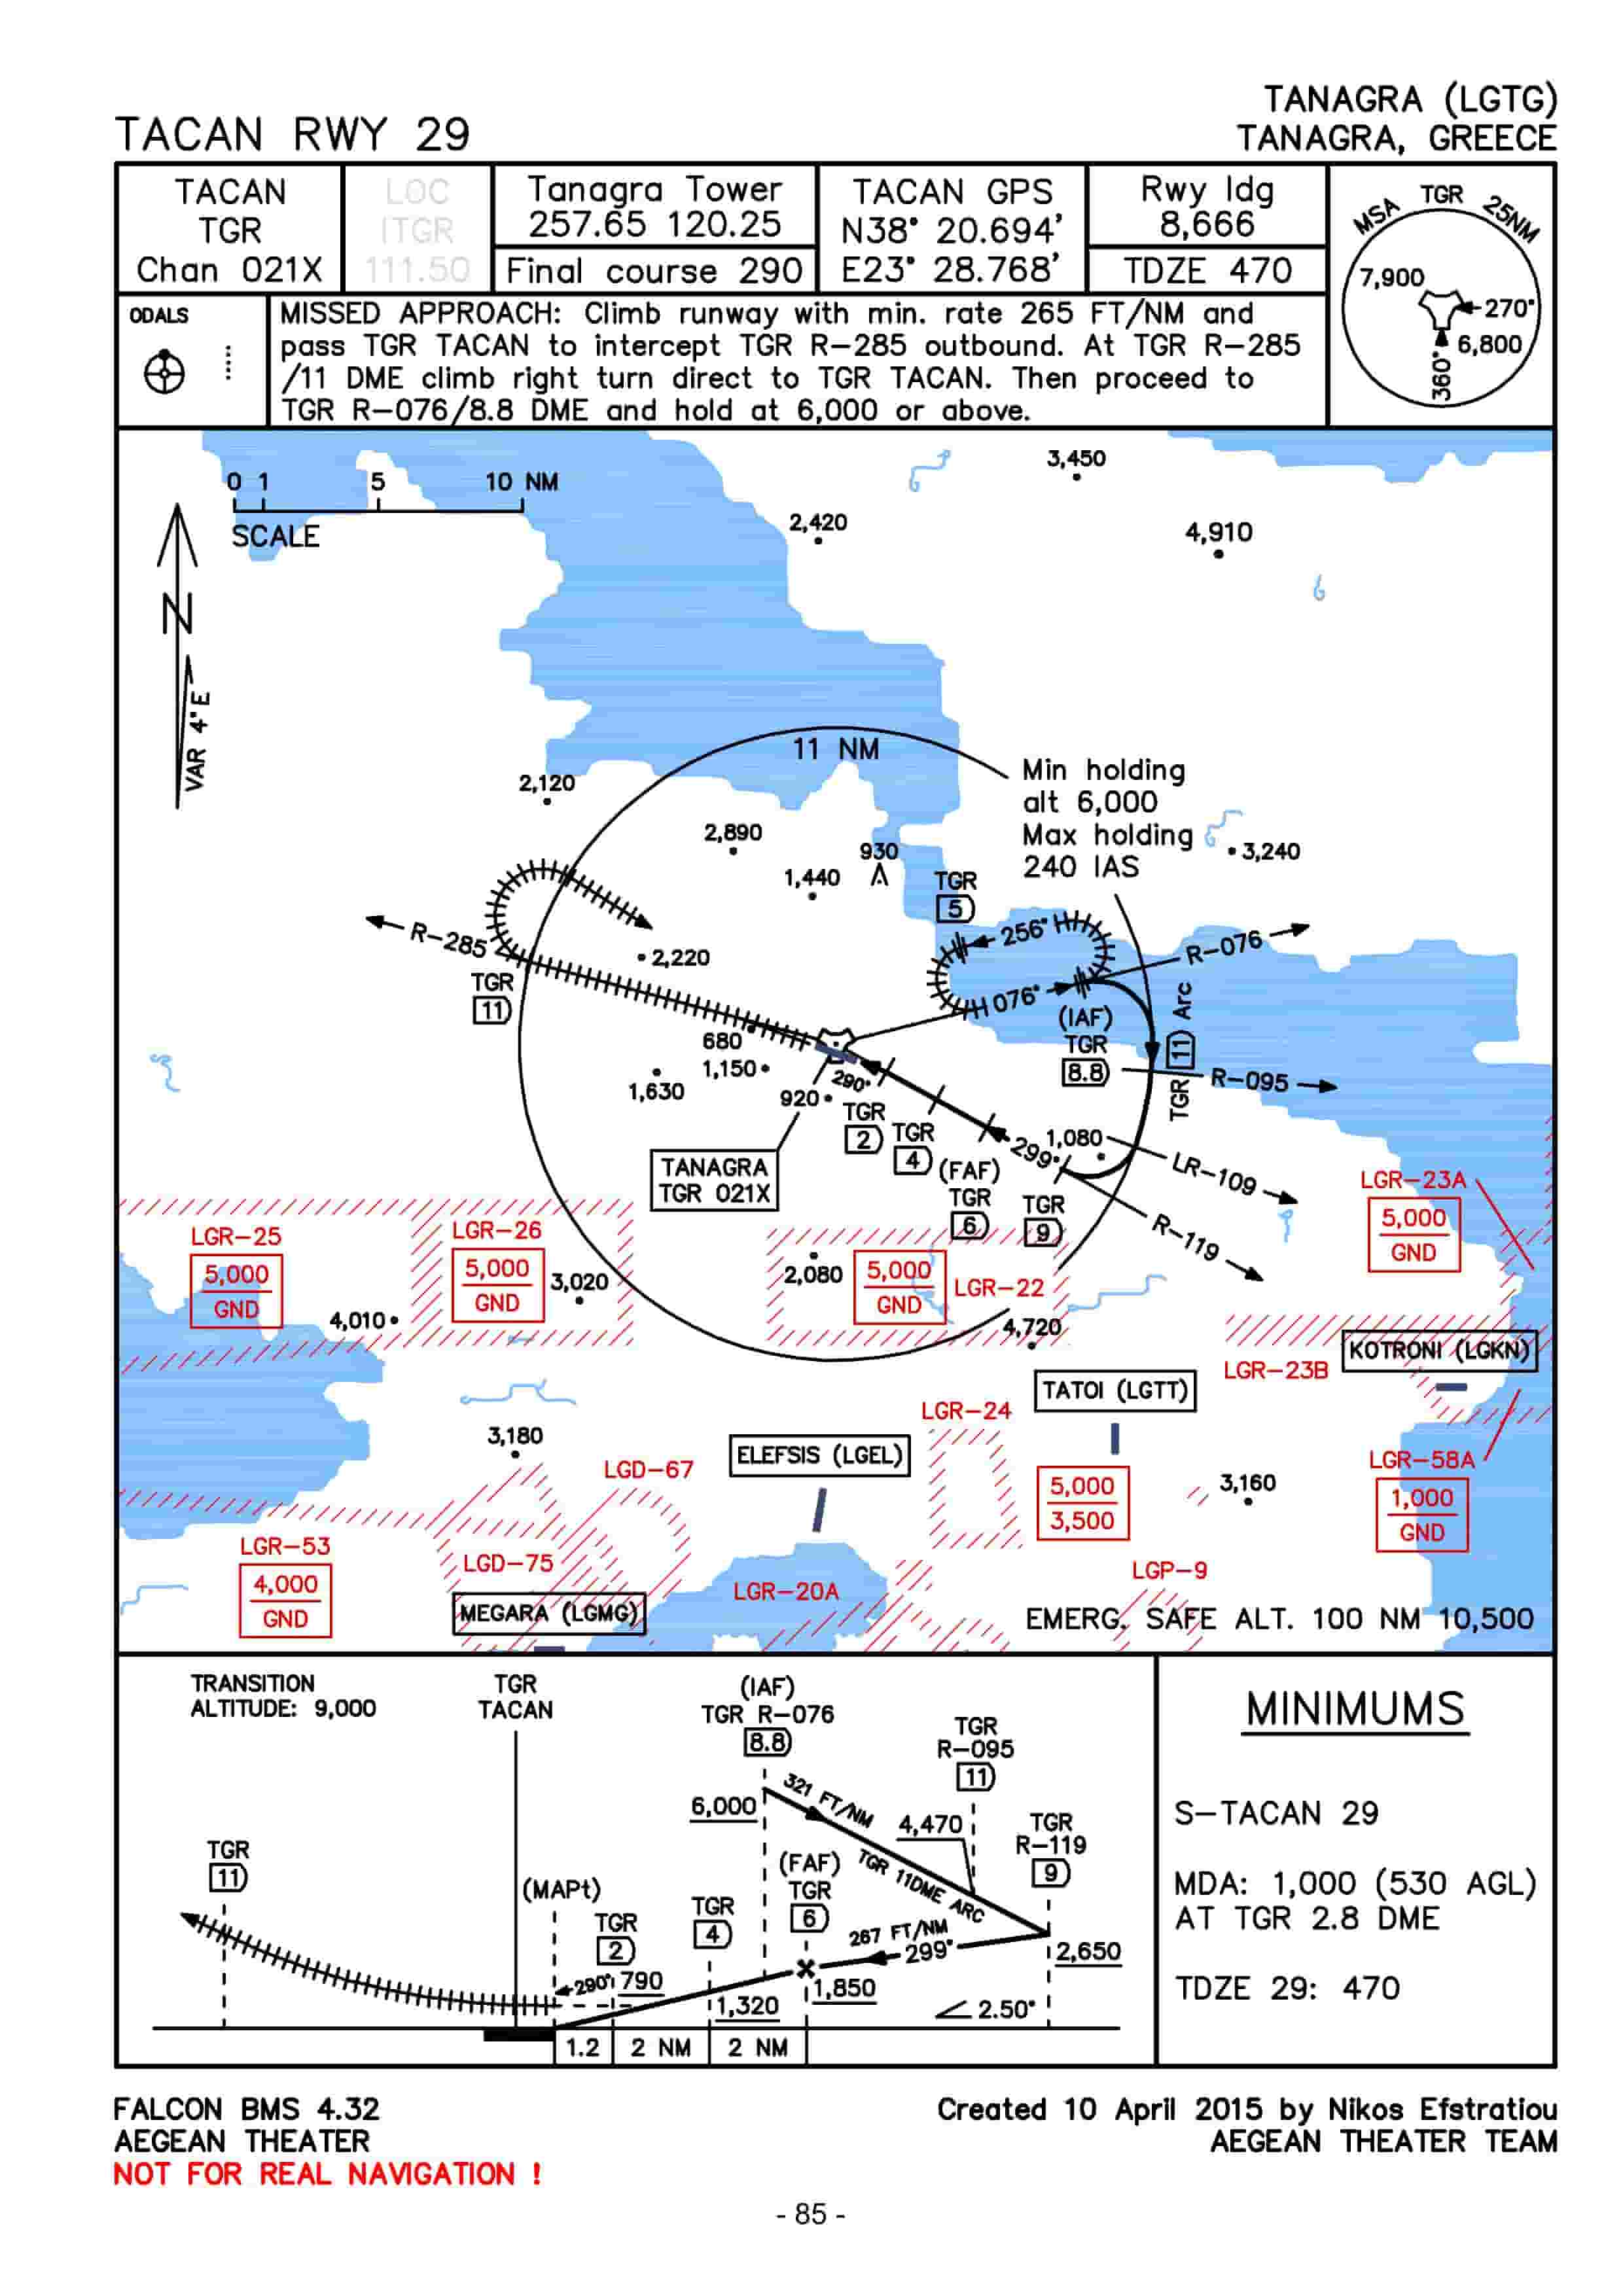 TACAN RWY 29
TANAGRA (LGTG)
TANAGRA, GREECE
TACAN
TGR
Chan 021X
LOC
ITGR
111.50
Tanagra Tower
257.65 120.25
Final course 290
TACAN GPS
N38° 20.694'
E23° 28.768'
Rwy ldg
8,666
TDZE 470
MSA TGR 25NM
7,900
270°
6,800
360°
ODALS
MISSED APPROACH: Climb runway with min. rate 265 FT/NM and
pass TGR TACAN to intercept TGR R-285 outbound. At TGR R-285
/11 DME climb right turn direct to TGR TACAN. Then proceed to
TGR R-076/8.8 DME and hold at 6,000 or above.
0 1 5 10 NM
SCALE
N
VAR 4°E
3,450
2,420
4,910
11 NM
Min holding
alt 6,000
Max holding
240 IAS
2,120
2,890
930
1,440
3,240
TGR
5
256°
R-076
R-285
2,220
TGR
11
076°
(IAF)
TGR
8.8
TGR 11 Arc
R-095
680
1,150
1,630
920
290°
TGR
2
TGR
4
(FAF)
TGR
6
299°
1,080
TGR
9
LR-109
R-119
TANAGRA
TGR 021X
LGR-25
5,000
GND
LGR-26
5,000
GND
3,020
4,010
2,080
5,000
GND
LGR-22
4,720
LGR-23A
5,000
GND
KOTRONI (LGKN)
LGR-23B
TATOI (LGTT)
LGR-24
ELEFSIS (LGEL)
3,180
LGD-67
5,000
3,500
3,160
LGR-58A
1,000
GND
LGR-53
4,000
GND
LGD-75
MEGARA (LGMG)
LGR-20A
LGP-9
EMERG. SAFE ALT. 100 NM 10,500
TRANSITION
ALTITUDE: 9,000
TGR
TACAN
(IAF)
TGR R-076
8.8
TGR
R-095
11
321 FT/NM
6,000
4,470
TGR 11DME ARC
TGR
R-119
9
TGR
11
(MAPt)
TGR
2
TGR
4
(FAF)
TGR
6
267 FT/NM
299°
2,650
290°
790
1,320
1,850
2.50°
1.2
2 NM
2 NM
MINIMUMS
S-TACAN 29
MDA: 1,000 (530 AGL)
AT TGR 2.8 DME
TDZE 29: 470
FALCON BMS 4.32
AEGEAN THEATER
NOT FOR REAL NAVIGATION !
Created 10 April 2015 by Nikos Efstratiou
AEGEAN THEATER TEAM
- 85 -